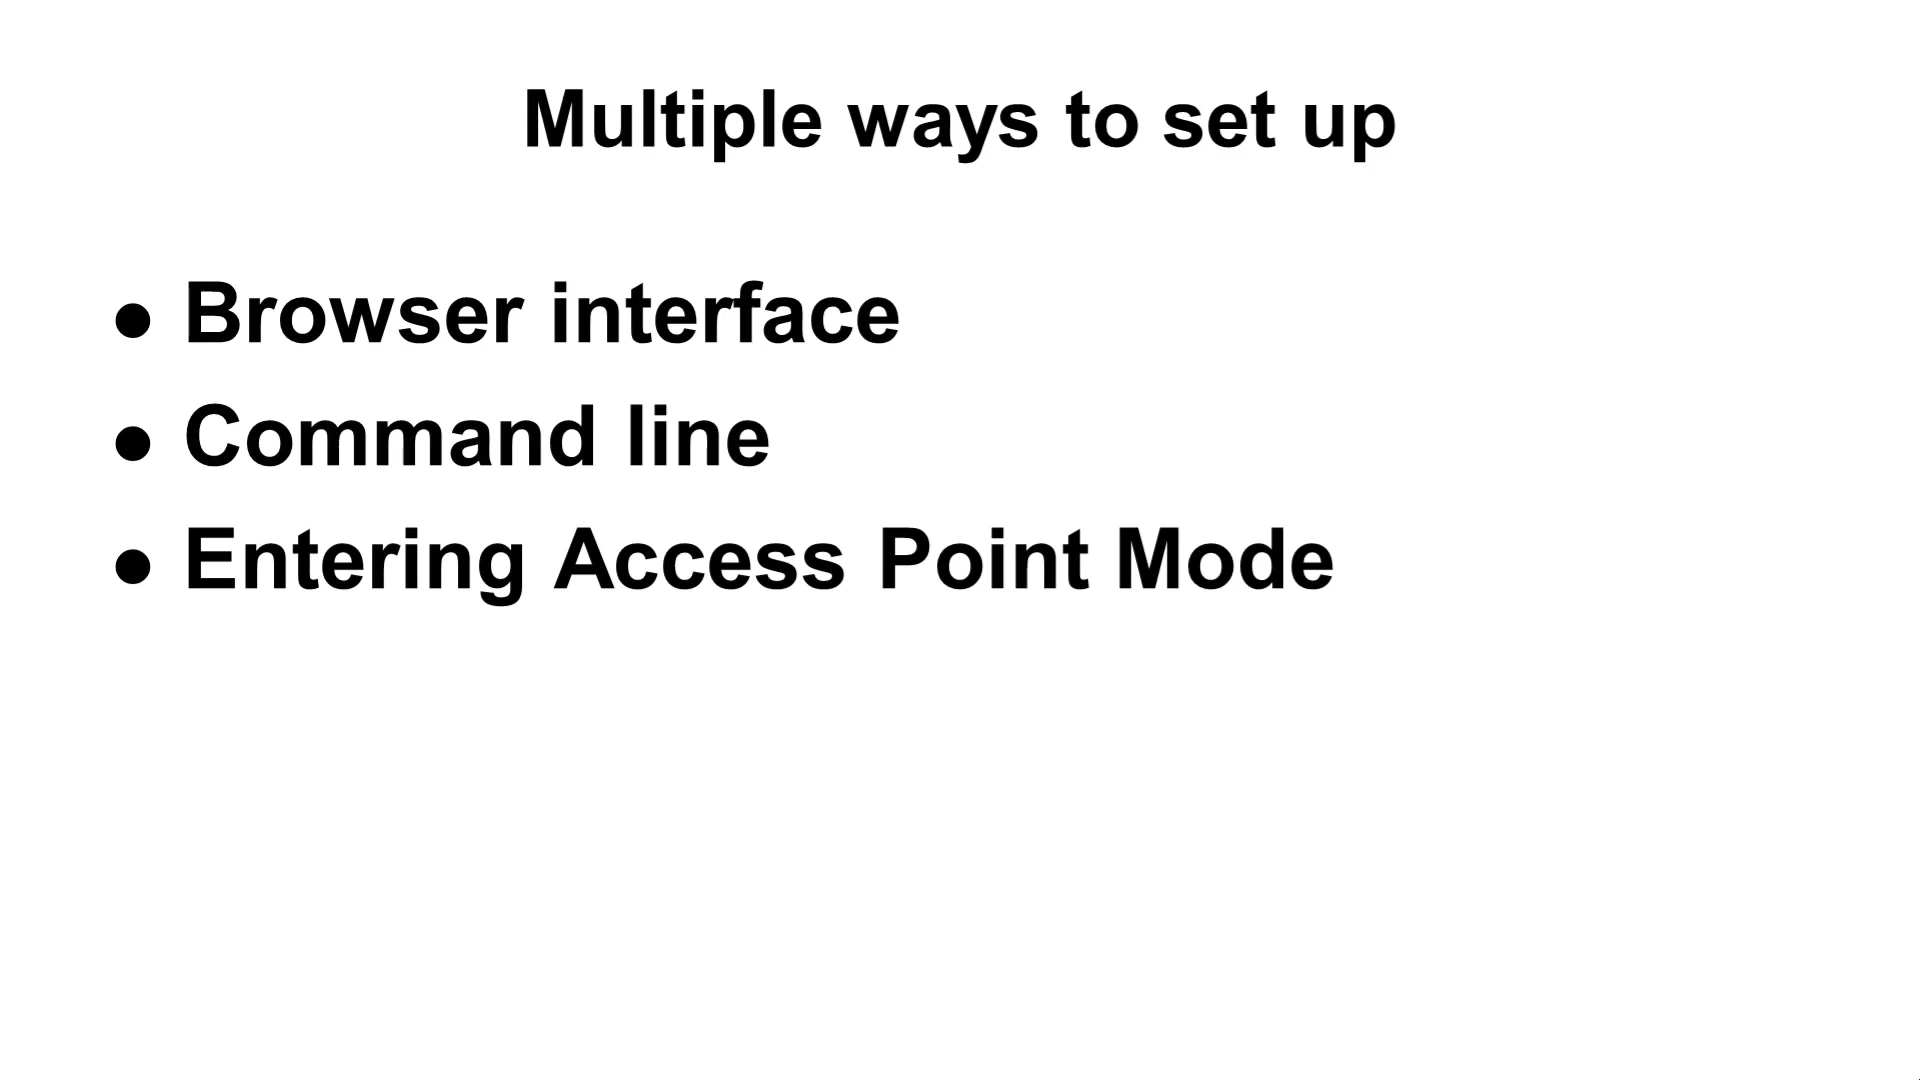 Multiple ways to set up
● Browser interface
● Command line
● Entering Access Point Mode